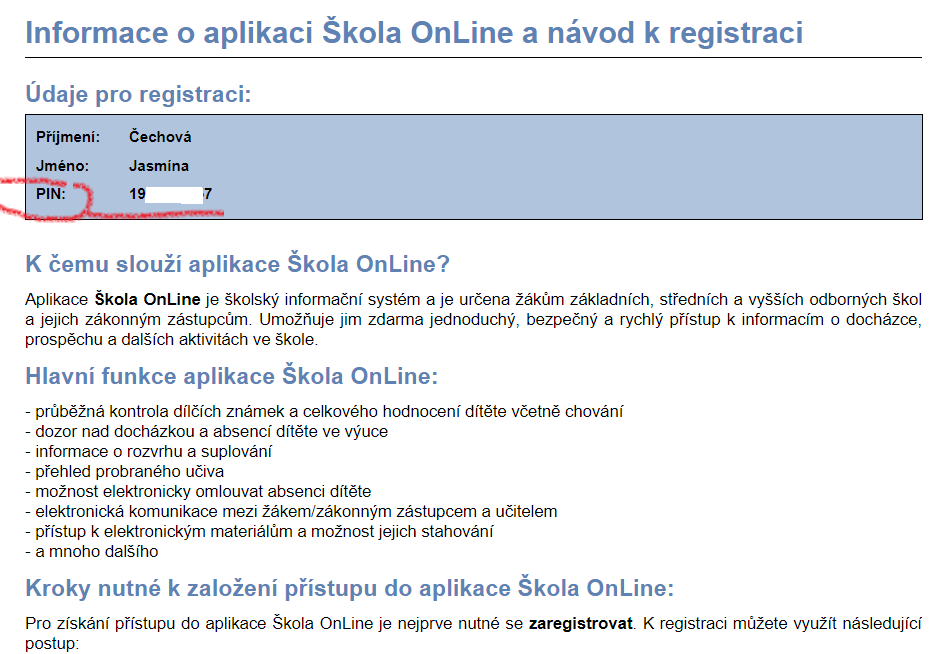 Informace o aplikaci Škola OnLine a návod k registraci
Údaje pro registraci:
Příjmení: Čechová
Jméno: Jasmína
PIN: 19 7
K čemu slouží aplikace Škola OnLine?
Aplikace Škola OnLine je školský informační systém a je určena žákům základních, středních a vyšších odborných škol
a jejich zákonným zástupcům. Umožňuje jim zdarma jednoduchý, bezpečný a rychlý přístup k informacím o docházce,
prospěchu a dalších aktivitách ve škole.
Hlavní funkce aplikace Škola OnLine:
- průběžná kontrola dílčích známek a celkového hodnocení dítěte včetně chování
- dozor nad docházkou a absencí dítěte ve výuce
- informace o rozvrhu a suplování
- přehled probraného učiva
- možnost elektronicky omlouvat absenci dítěte
- elektronická komunikace mezi žákem/zákonným zástupcem a učitelem
- přístup k elektronickým materiálům a možnost jejich stahování
- a mnoho dalšího
Kroky nutné k založení přístupu do aplikace Škola OnLine:
Pro získání přístupu do aplikace Škola OnLine je nejprve nutné se zaregistrovat. K registraci můžete využít následující
postup: